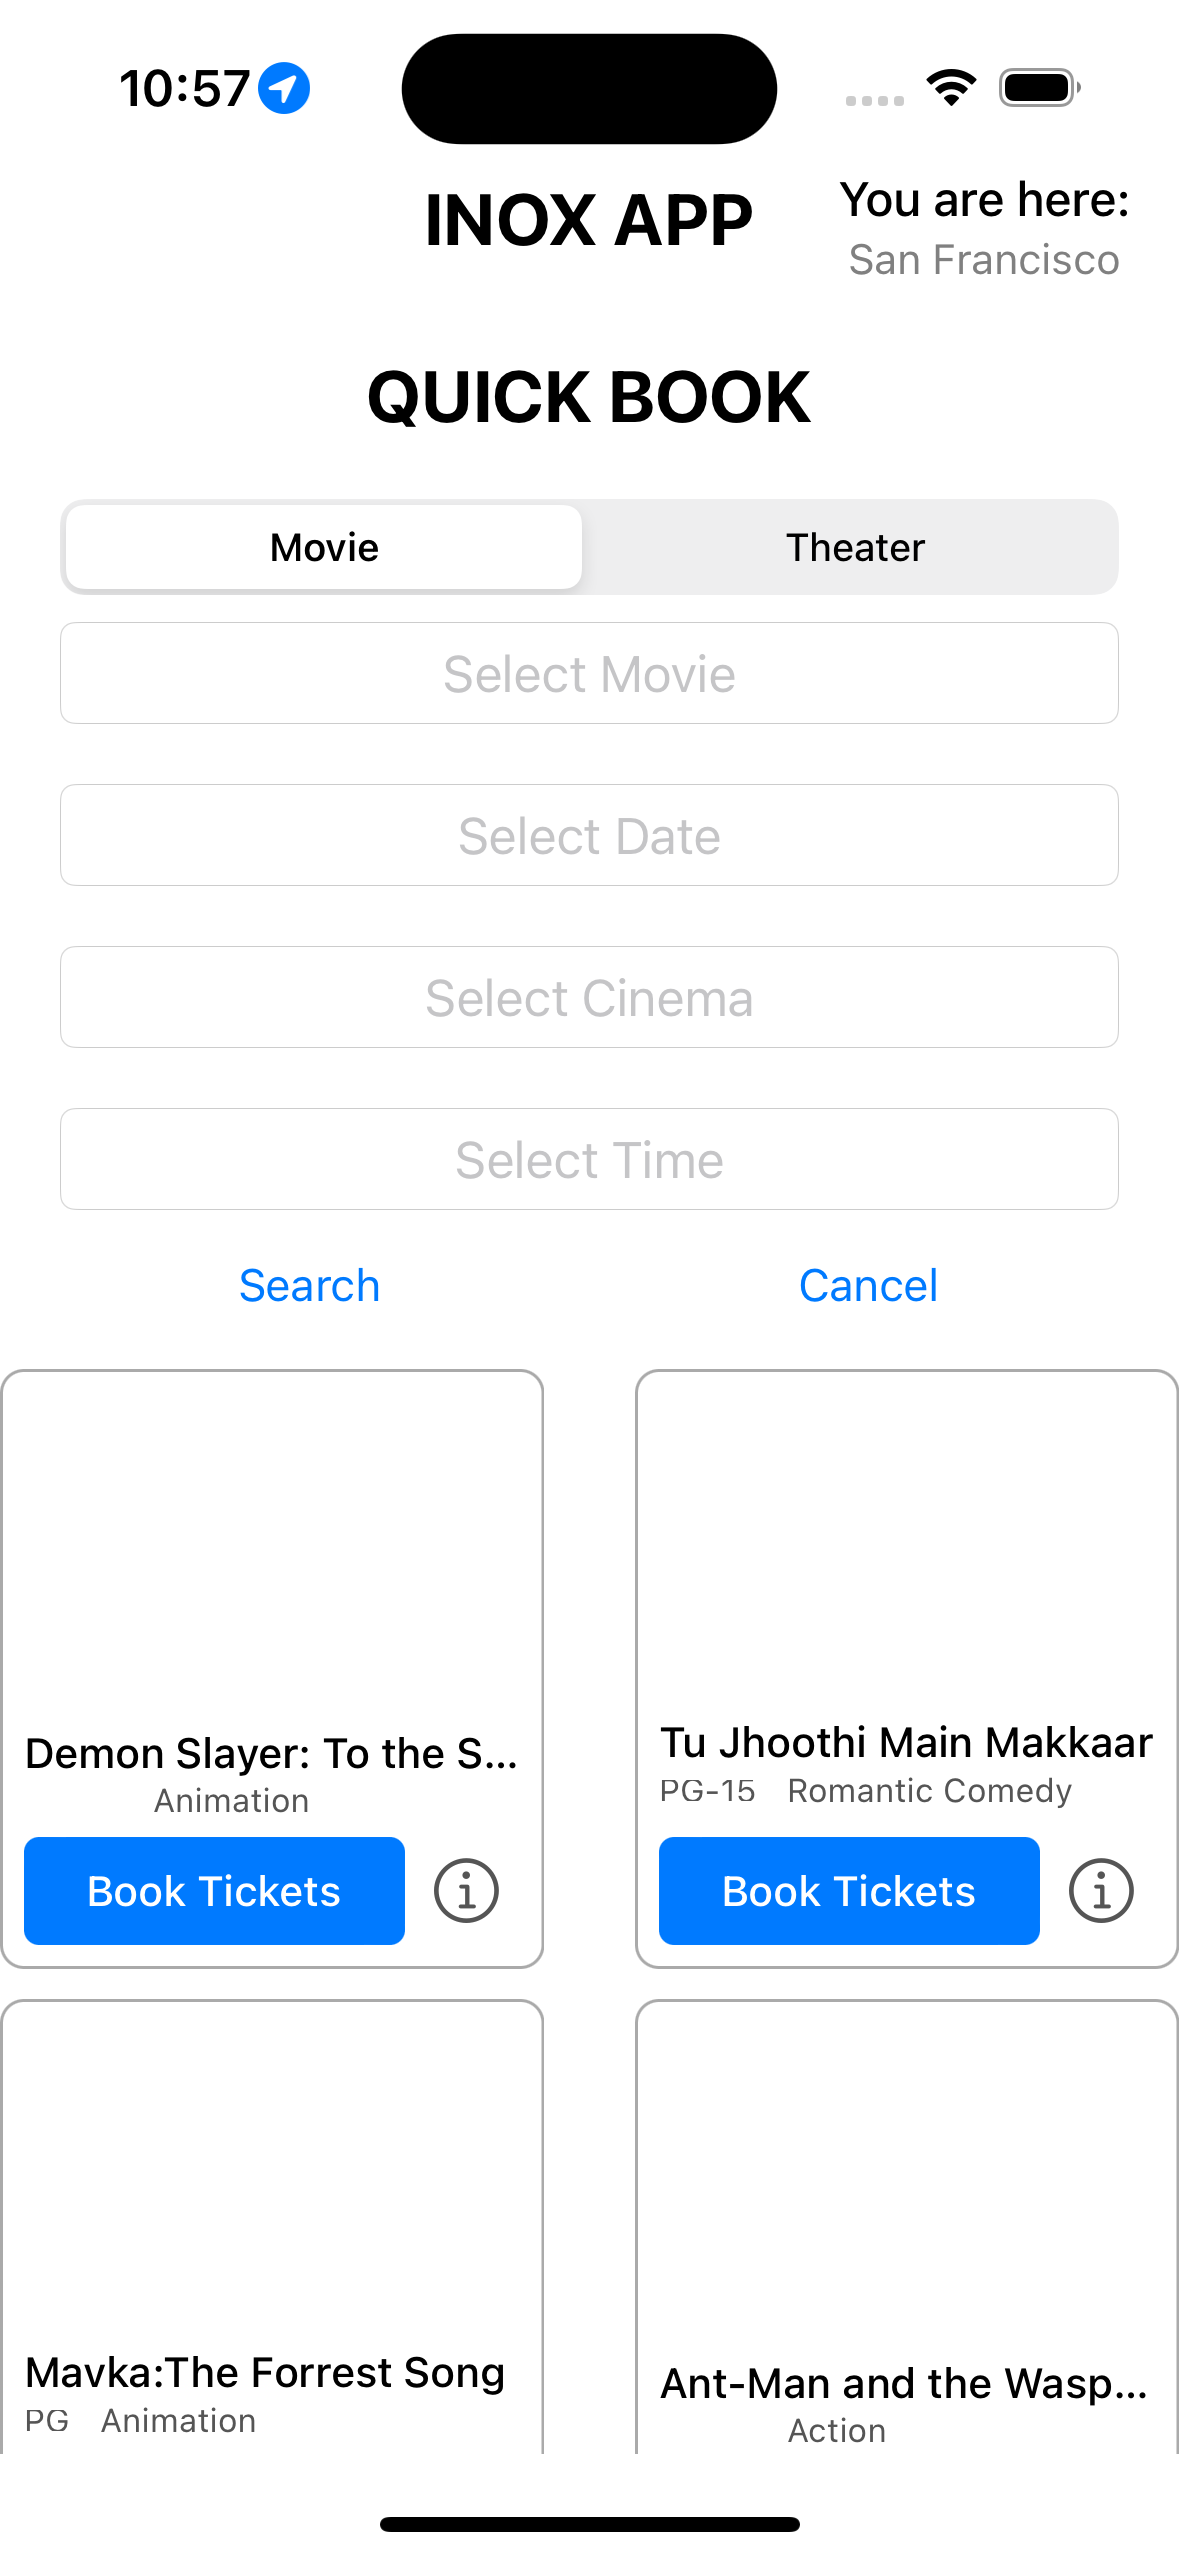 10:57
INOX APP
You are here:
San Francisco
QUICK BOOK
Movie
Theater
Select Movie
Select Date
Select Cinema
Select Time
Search
Cancel
Demon Slayer: To the S...
Animation
Book Tickets
Tu Jhoothi Main Makkaar
PG-15 Romantic Comedy
Book Tickets
Mavka:The Forrest Song
PG Animation
Ant-Man and the Wasp...
Action